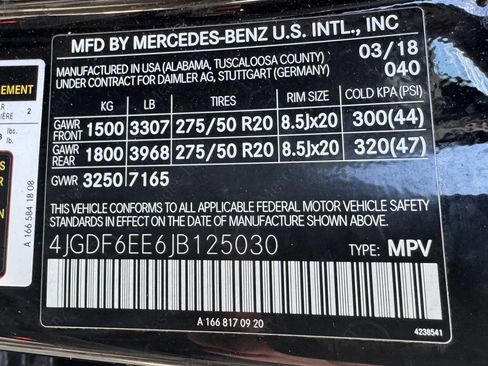 MFD BY MERCEDES-BENZ U.S. INTL., INC
MANUFACTURED IN USA (ALABAMA, TUSCALOOSA COUNTY) 03/18
UNDER CONTRACT FOR DAIMLER AG, STUTTGART (GERMANY) 040
KG LB TIRES RIM SIZE COLD KPA (PSI)
GAWR FRONT 1500 3307 275/50 R20 8.5Jx20 300(44)
GAWR REAR 1800 3968 275/50 R20 8.5Jx20 320(47)
GVWR 3250 7165
THIS VEHICLE CONFORMS TO ALL APPLICABLE FEDERAL MOTOR VEHICLE SAFETY
STANDARDS IN EFFECT ON THE DATE OF MANUFACTURE SHOWN ABOVE.
4JGDF6EE6JB125030 TYPE: MPV
A 166 817 09 20
4238541
2
lbs.
lb.
A 166 584 18 08